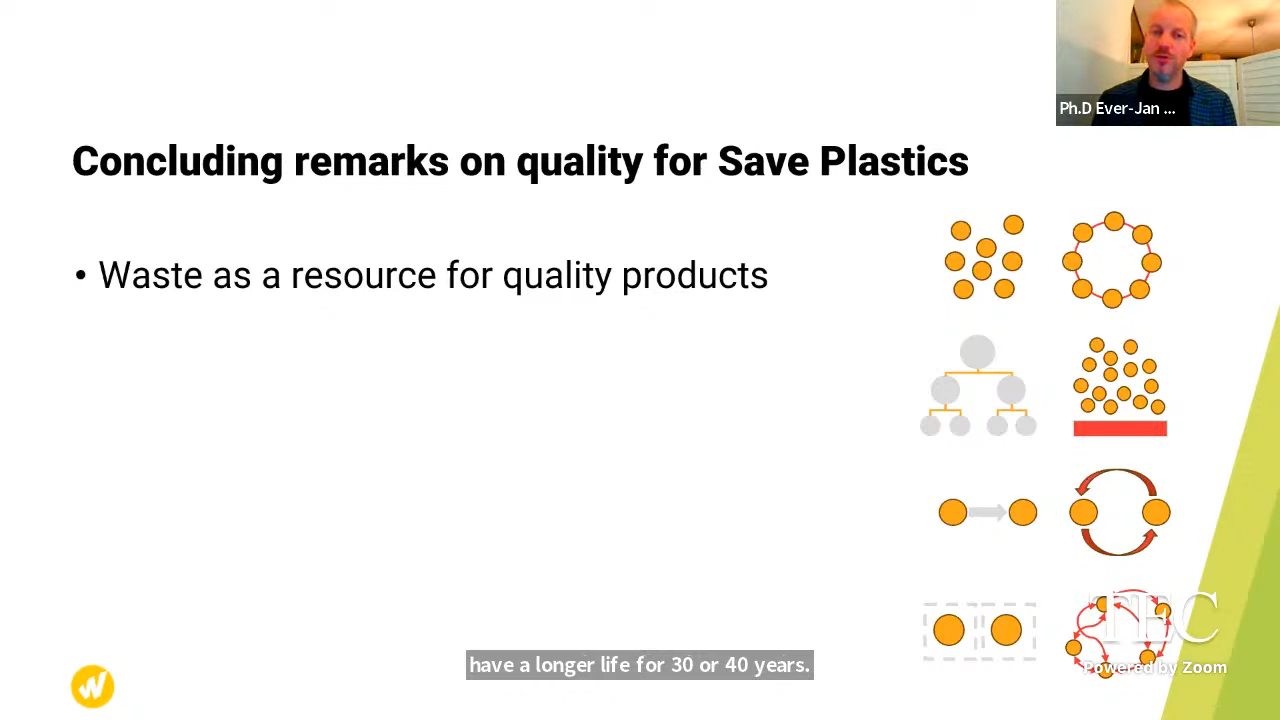 Ph.D Ever-Jan ...
Concluding remarks on quality for Save Plastics
• Waste as a resource for quality products
TEC
have a longer life for 30 or 40 years.
Powered by Zoom
W